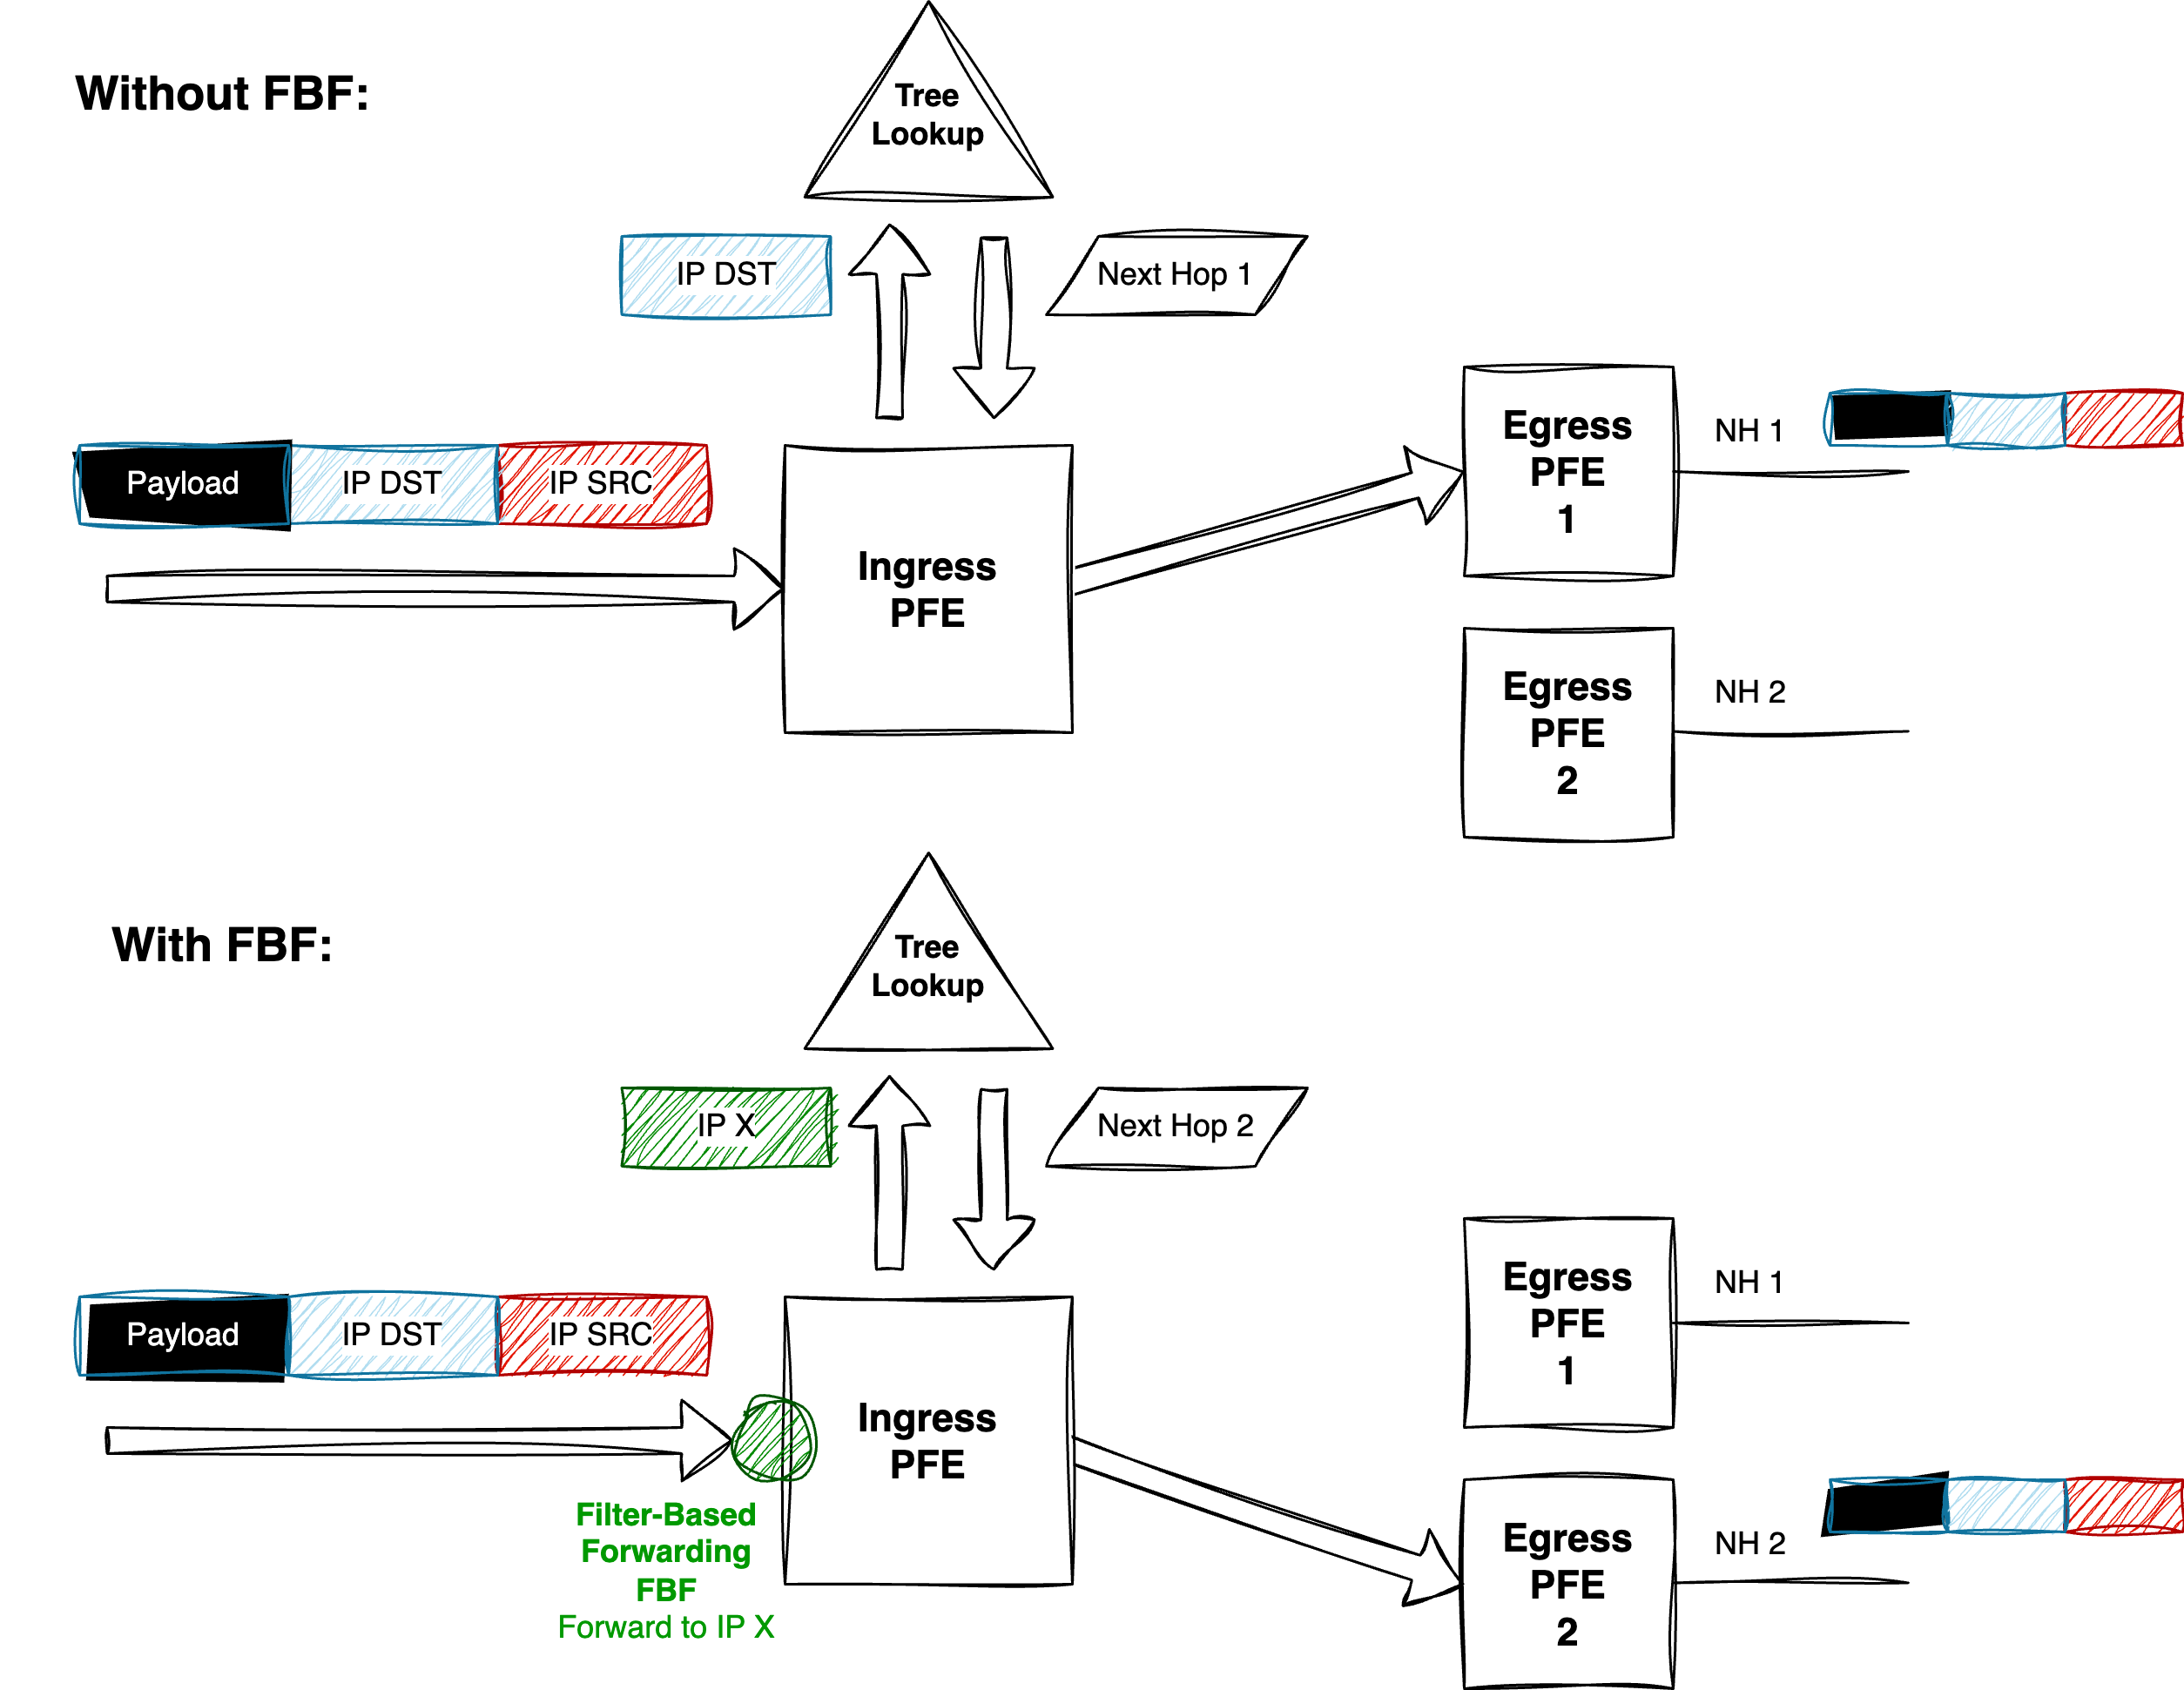 Without FBF:
Tree
Lookup
IP DST
Next Hop 1
Payload
IP DST
IP SRC
Ingress
PFE
Egress
PFE
1
NH 1
Egress
PFE
2
NH 2
With FBF:
Tree
Lookup
IP X
Next Hop 2
Payload
IP DST
IP SRC
Filter-Based
Forwarding
FBF
Forward to IP X
Ingress
PFE
Egress
PFE
1
NH 1
Egress
PFE
2
NH 2